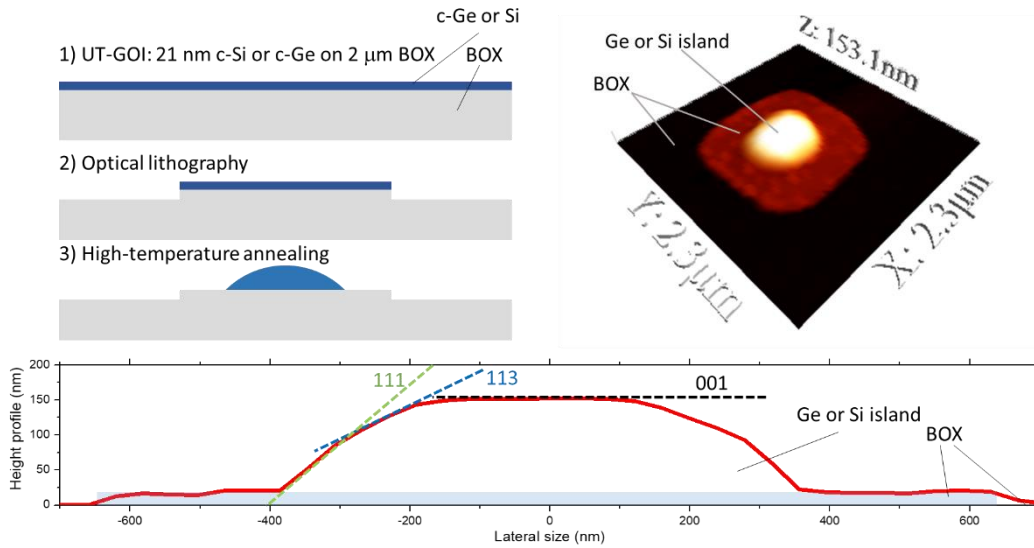 c-Ge or Si
1) UT-GOI: 21 nm c-Si or c-Ge on 2 μm BOX
BOX
2) Optical lithography
3) High-temperature annealing
Ge or Si island
BOX
Z: 153.1nm
Y: 2.3μm
X: 2.3μm
Height profile (nm)
200
150
100
50
0
111
113
001
Ge or Si island
BOX
-600
-400
-200
0
200
400
600
Lateral size (nm)